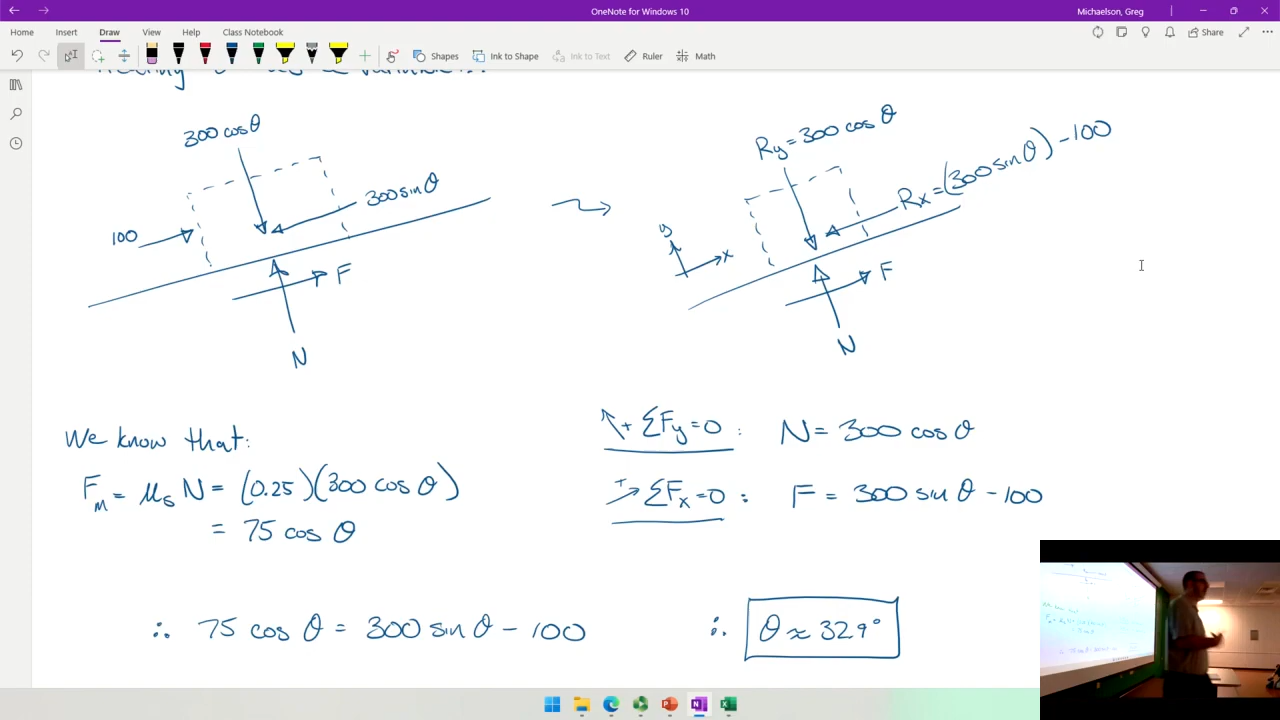 OneNote for Windows 10
Michaelson, Greg
Home Insert Draw View Help Class Notebook
Share
Shapes Ink to Shape Ink to Text Ruler Math
300 cos θ
300 sin θ
100
F
N
Ry = 300 cos θ
Rx = (300 sin θ) - 100
y
x
F
N
We know that:
Fm = μs N = (0.25)(300 cos θ)
= 75 cos θ
↖+ ΣFy = 0 : N = 300 cos θ
↗+ ΣFx = 0 : F = 300 sin θ - 100
∴ 75 cos θ = 300 sin θ - 100
∴ θ ≈ 32.9°